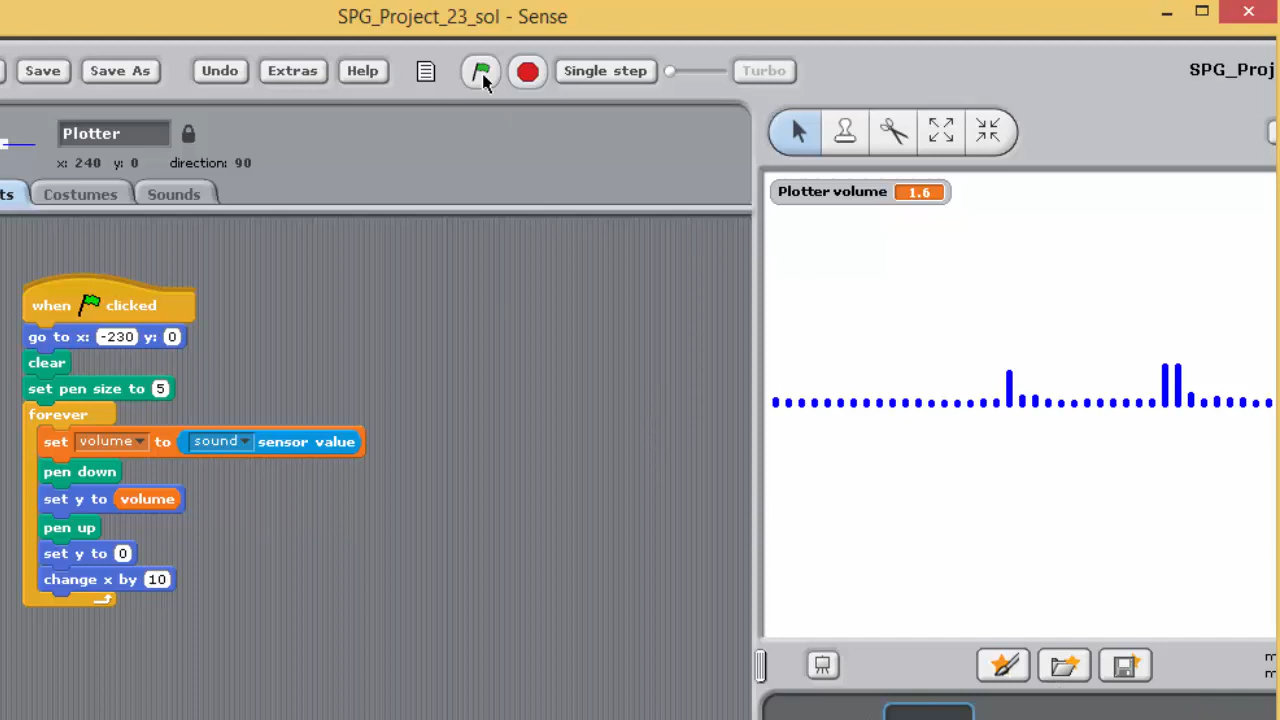 SPG_Project_23_sol - Sense
Save Save As Undo Extras Help Single step Turbo SPG_Proj
Plotter
x: 240 y: 0 direction: 90
ts Costumes Sounds
Plotter volume 1.6
when clicked
go to x: -230 y: 0
clear
set pen size to 5
forever
set volume to sound sensor value
pen down
set y to volume
pen up
set y to 0
change x by 10